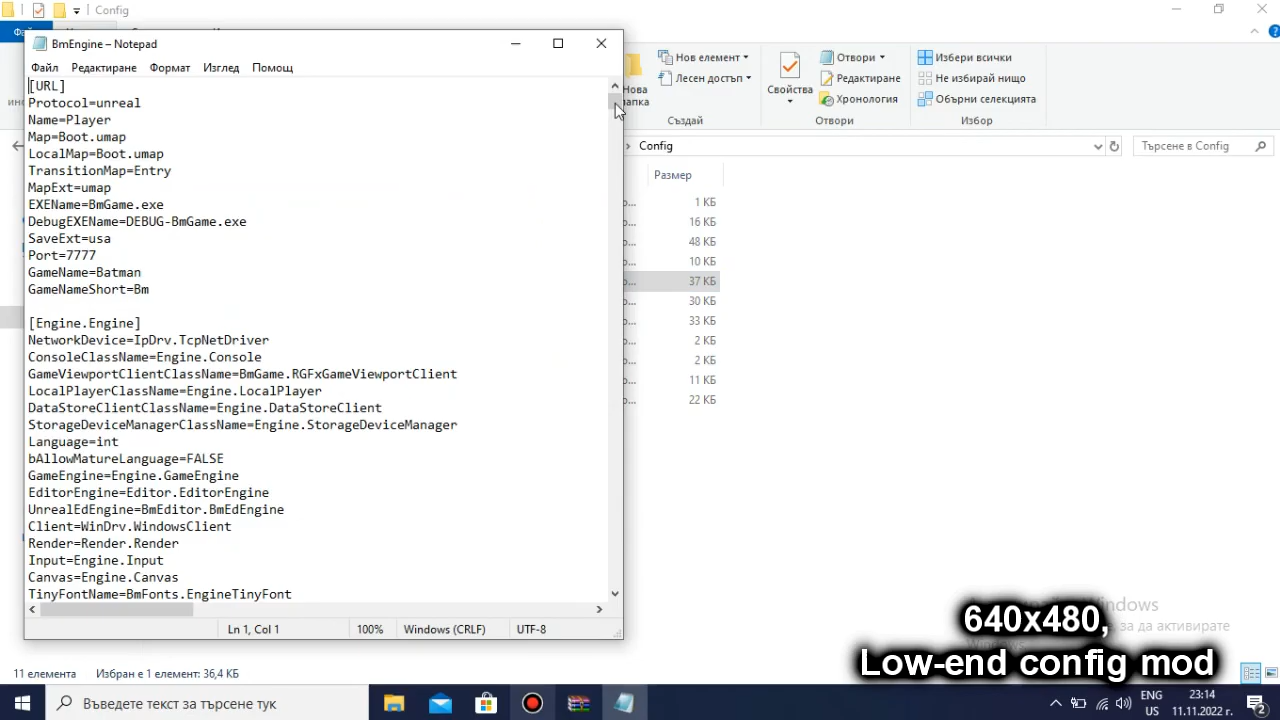 Config
BmEngine – Notepad
Файл Редактиране Формат Изглед Помощ
[URL]
Protocol=unreal
Name=Player
Map=Boot.umap
LocalMap=Boot.umap
TransitionMap=Entry
MapExt=umap
EXEName=BmGame.exe
DebugEXEName=DEBUG-BmGame.exe
SaveExt=usa
Port=7777
GameName=Batman
GameNameShort=Bm
[Engine.Engine]
NetworkDevice=IpDrv.TcpNetDriver
ConsoleClassName=Engine.Console
GameViewportClientClassName=BmGame.RGFxGameViewportClient
LocalPlayerClassName=Engine.LocalPlayer
DataStoreClientClassName=Engine.DataStoreClient
StorageDeviceManagerClassName=Engine.StorageDeviceManager
Language=int
bAllowMatureLanguage=FALSE
GameEngine=Engine.GameEngine
EditorEngine=Editor.EditorEngine
UnrealEdEngine=BmEditor.BmEdEngine
Client=WinDrv.WindowsClient
Render=Render.Render
Input=Engine.Input
Canvas=Engine.Canvas
TinyFontName=BmFonts.EngineTinyFont
Ln 1, Col 1 100% Windows (CRLF) UTF-8
Нов елемент
Лесен достъп
Създай
Свойства
Отвори
Редактиране
Хронология
Отвори
Избери всички
Не избирай нищо
Обърни селекцията
Избор
Config
Търсене в Config
Размер
1 КБ
16 КБ
48 КБ
10 КБ
37 КБ
30 КБ
33 КБ
2 КБ
2 КБ
11 КБ
22 КБ
за да активирате
640x480,
Low-end config mod
11 елемента Избран е 1 елемент: 36,4 КБ
Въведете текст за търсене тук
ENG
US
23:14
11.11.2022 г.
2